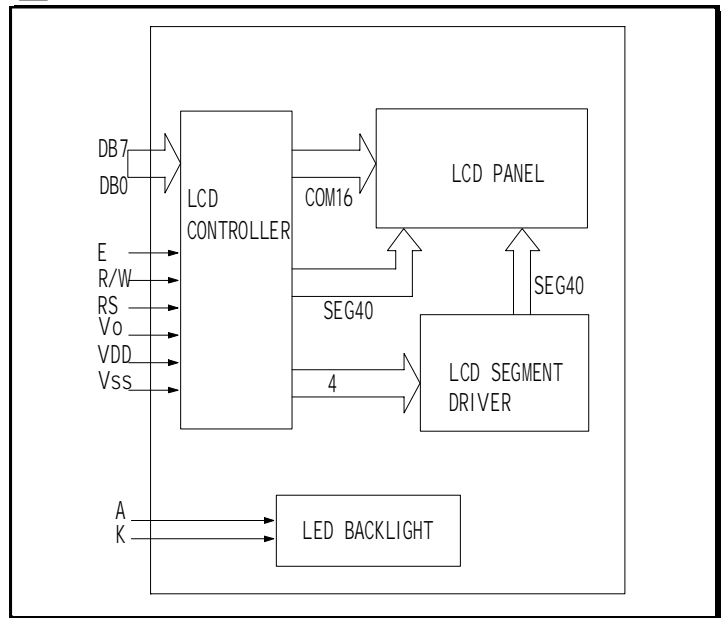 DB7
DB0
LCD
CONTROLLER
COM16
LCD PANEL
E
R/W
RS
Vo
VDD
Vss
SEG40
SEG40
4
LCD SEGMENT
DRIVER
A
K
LED BACKLIGHT